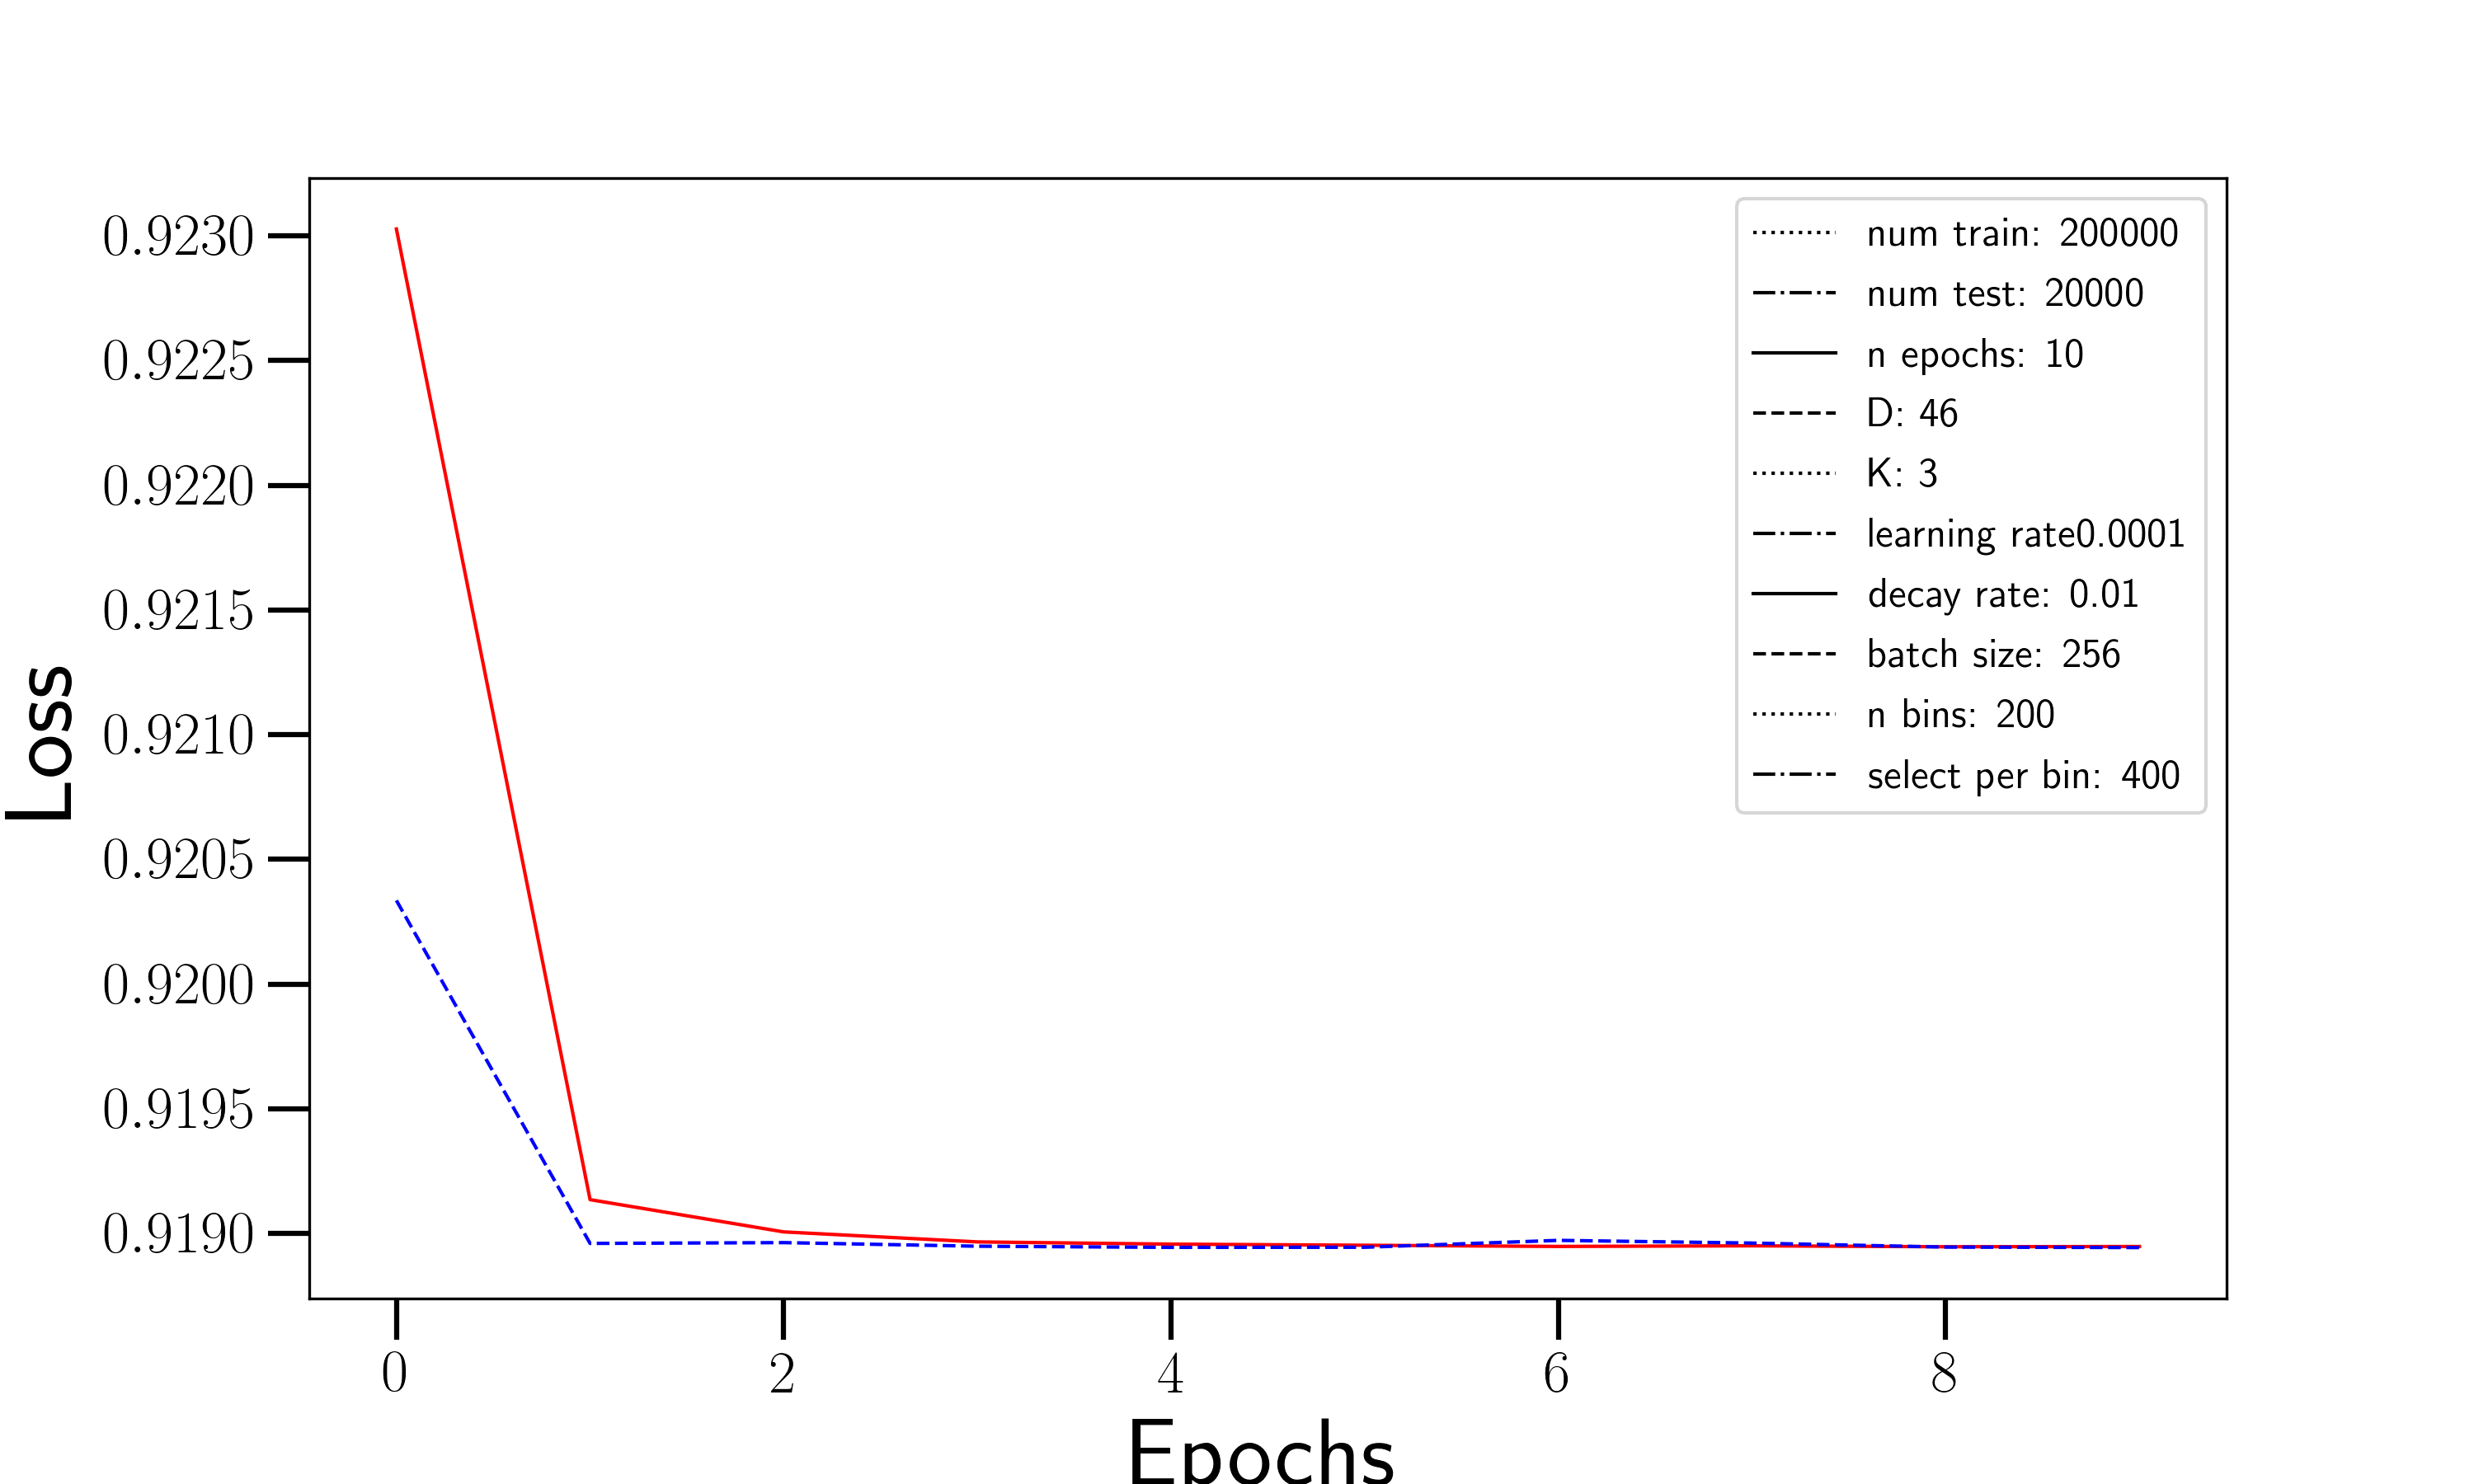 0.9230
0.9225
0.9220
0.9215
0.9210
0.9205
0.9200
0.9195
0.9190
Loss
num train: 200000
num test: 20000
n epochs: 10
D: 46
K: 3
learning rate0.0001
decay rate: 0.01
batch size: 256
n bins: 200
select per bin: 400
0 2 4 6 8
Epochs